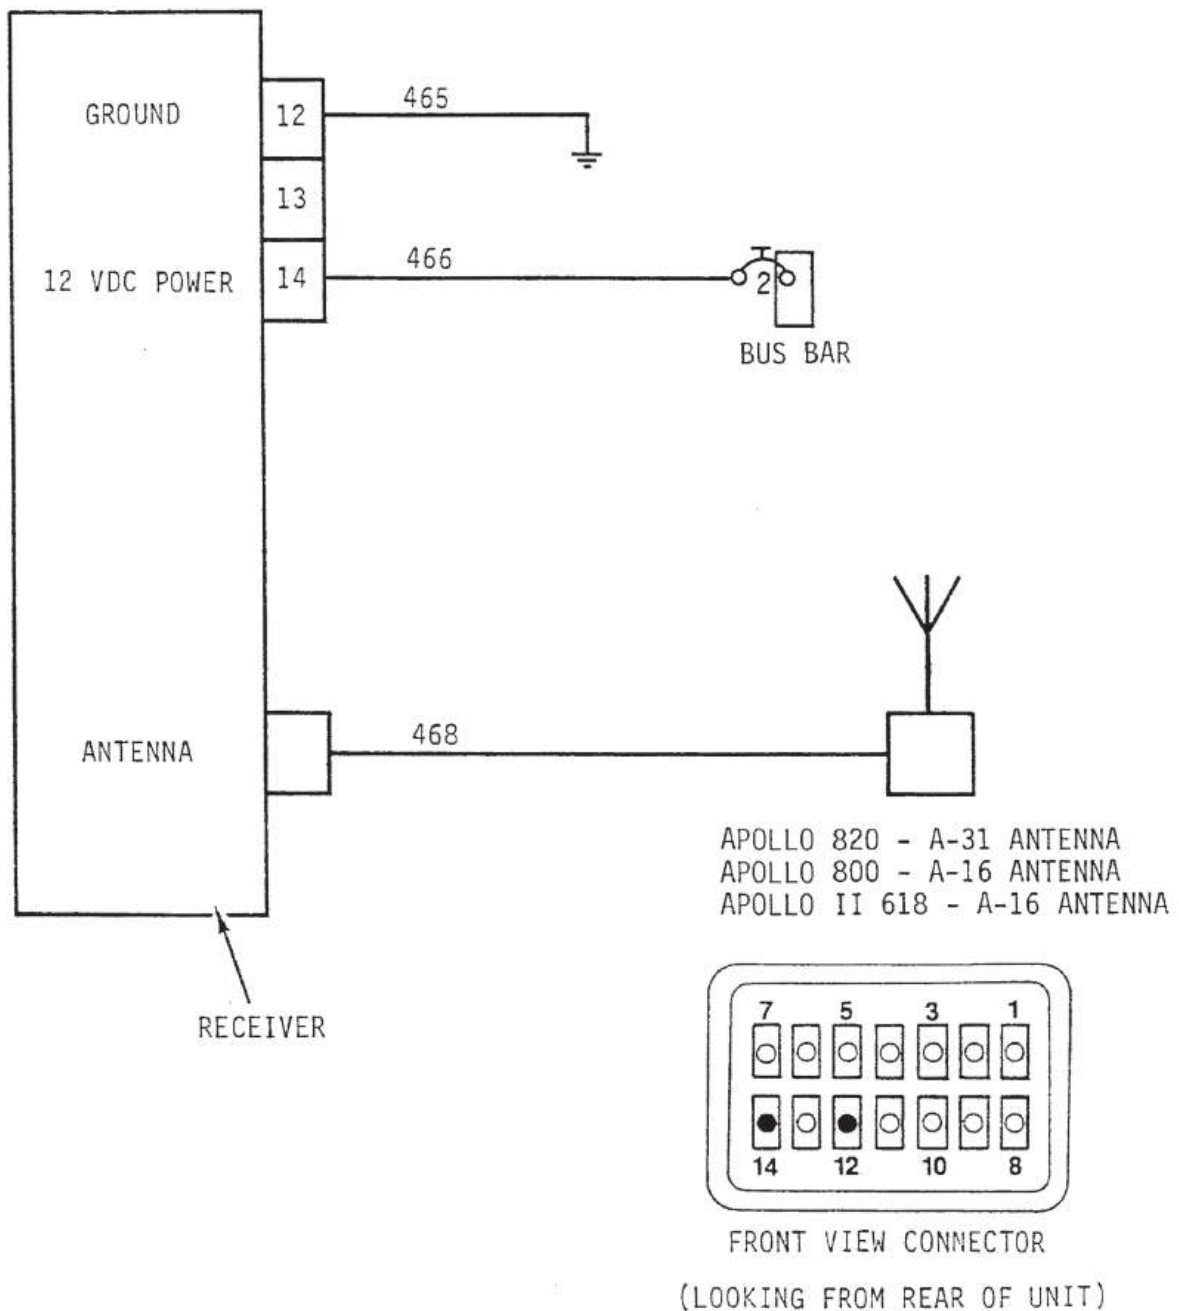 GROUND
12
465
13
12 VDC POWER
14
466
2
BUS BAR
ANTENNA
468
APOLLO 820 - A-31 ANTENNA
APOLLO 800 - A-16 ANTENNA
APOLLO II 618 - A-16 ANTENNA
RECEIVER
7 5 3 1
14 12 10 8
FRONT VIEW CONNECTOR
(LOOKING FROM REAR OF UNIT)